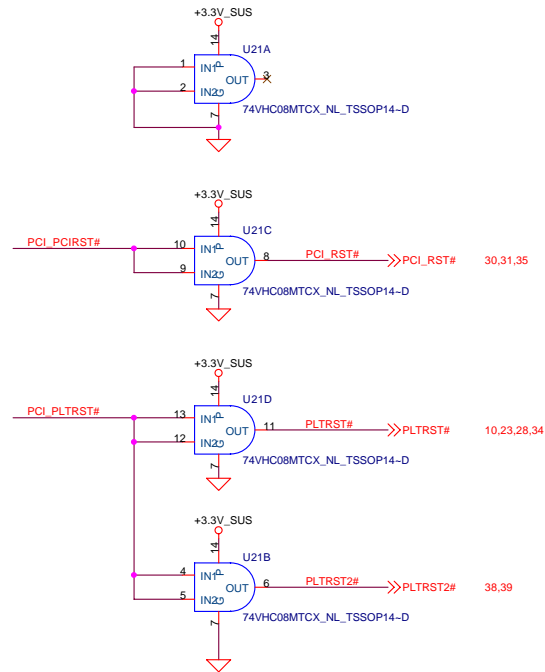 +3.3V_SUS
14
U21A
1
IN1
P
OUT
3
2
IN2
G
7
74VHC08MTCX_NL_TSSOP14~D
+3.3V_SUS
14
U21C
PCI_PCIRST#
10
IN1
P
OUT
8
PCI_RST#
PCI_RST#
30,31,35
9
IN2
G
7
74VHC08MTCX_NL_TSSOP14~D
+3.3V_SUS
14
U21D
PCI_PLTRST#
13
IN1
P
OUT
11
PLTRST#
PLTRST#
10,23,28,34
12
IN2
G
7
74VHC08MTCX_NL_TSSOP14~D
+3.3V_SUS
14
U21B
4
IN1
P
OUT
6
PLTRST2#
PLTRST2#
38,39
5
IN2
G
7
74VHC08MTCX_NL_TSSOP14~D